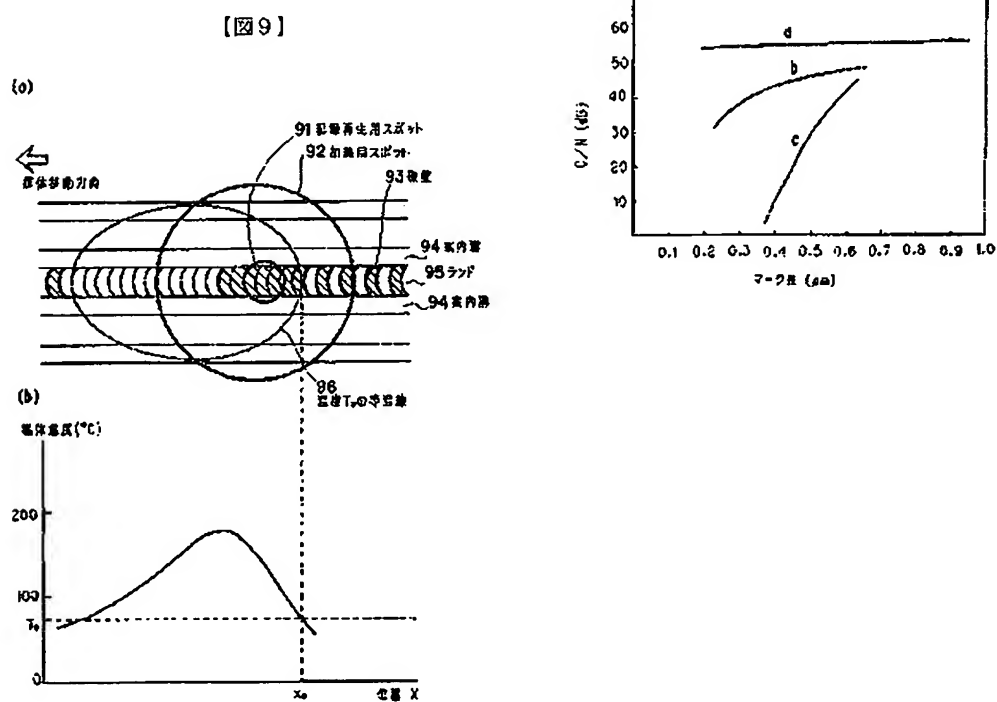 【図9】
(a)
91 記録再生用スポット
92 加熱用スポット
93 磁壁
媒体移動方向
94 案内溝
95 ランド
94 案内溝
96
温度Tsの等温線
(b)
媒体温度(°C)
200
100
0
位置 X
60
50
40
30
20
10
C/N (dB)
a
b
c
0.1 0.2 0.3 0.4 0.5 0.6 0.7 0.8 0.9 1.0
マーク長 (μm)